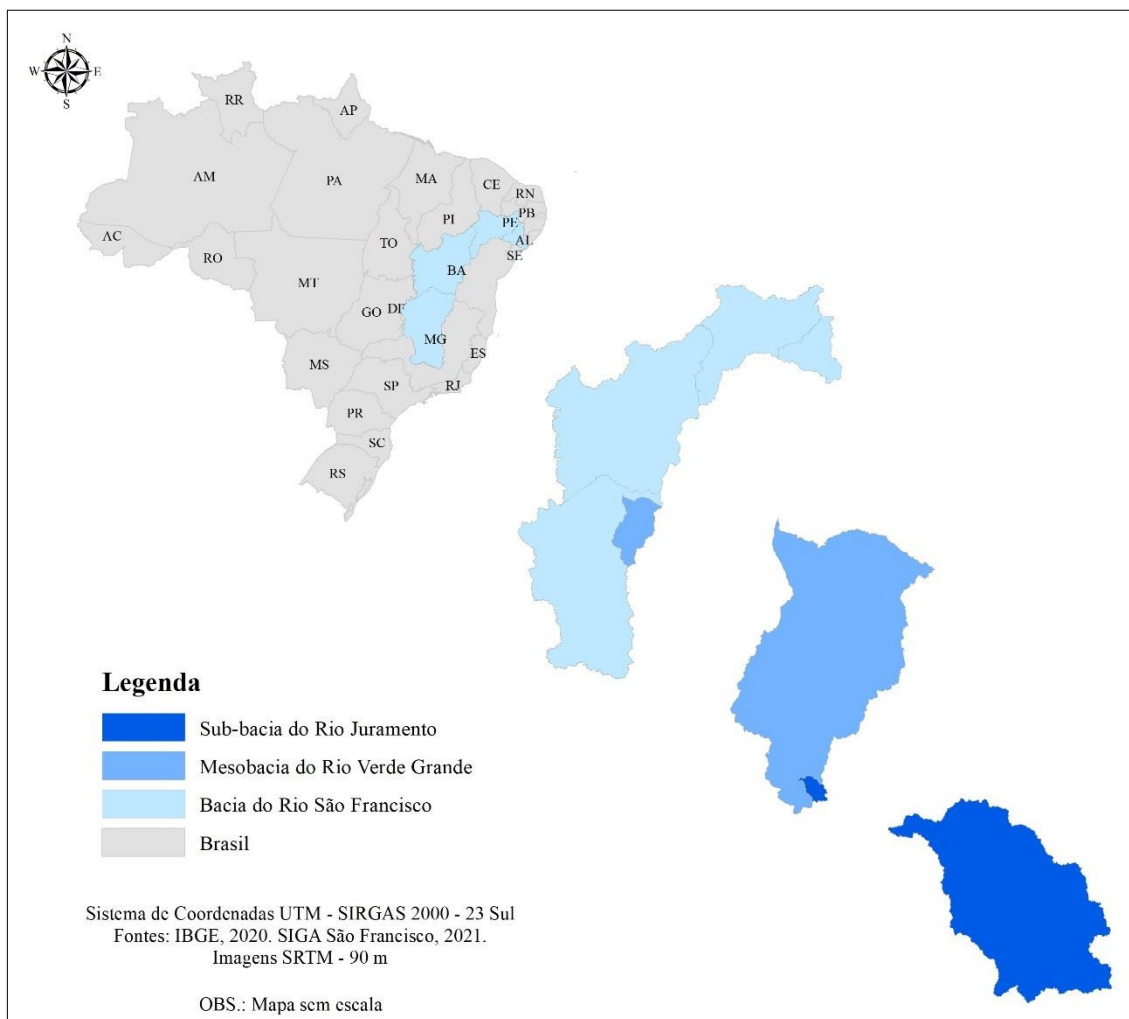 N
W E
S
RR
AP
AM
PA
MA
CE
RN
PB
PI
PE
AL
SE
AC
RO
TO
BA
MT
GO
DF
MG
ES
MS
SP
RJ
PR
SC
RS
Legenda
Sub-bacia do Rio Juramento
Mesobacia do Rio Verde Grande
Bacia do Rio São Francisco
Brasil
Sistema de Coordenadas UTM - SIRGAS 2000 - 23 Sul
Fontes: IBGE, 2020. SIGA São Francisco, 2021.
Imagens SRTM - 90 m
OBS.: Mapa sem escala